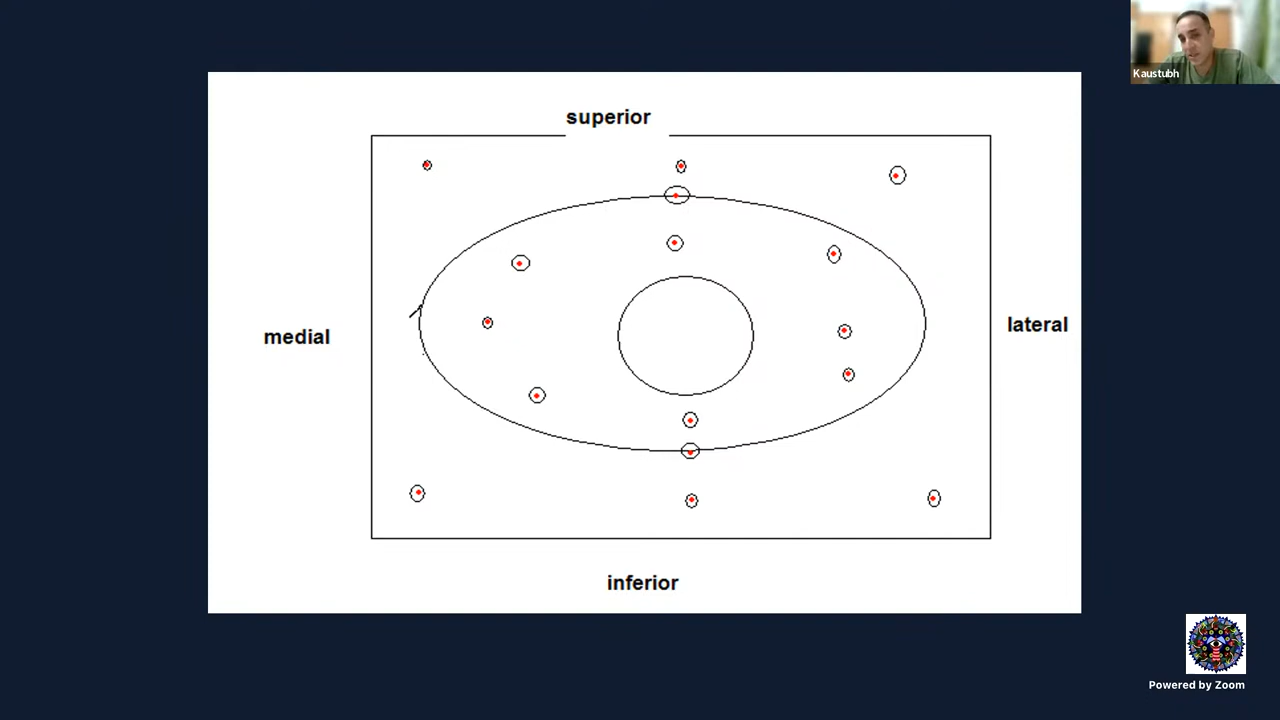 Kaustubh
superior
medial
lateral
inferior
Powered by Zoom